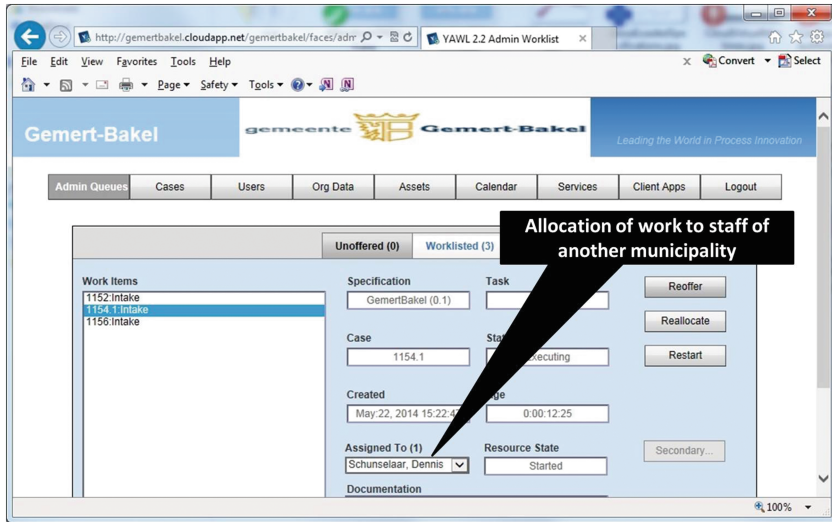 http://gemertbakel.cloudapp.net/gemertbakel/faces/adm
YAWL 2.2 Admin Worklist
File Edit View Favorites Tools Help
Convert Select
Page Safety Tools
Gemert-Bakel
gemeente Gemert-Bakel
Leading the World in Process Innovation
Admin Queues Cases Users Org Data Assets Calendar Services Client Apps Logout
Allocation of work to staff of
another municipality
Unoffered (0) Worklisted (3)
Work Items
1152:Intake
1154.1:Intake
1156:Intake
Specification Task
GemertBakel (0.1)
Reoffer
Reallocate
Case
1154.1
Restart
Created
May:22, 2014 15:22:4
0:00:12:25
Assigned To (1) Resource State
Schunselaar, Dennis Started
Secondary...
Documentation
100%